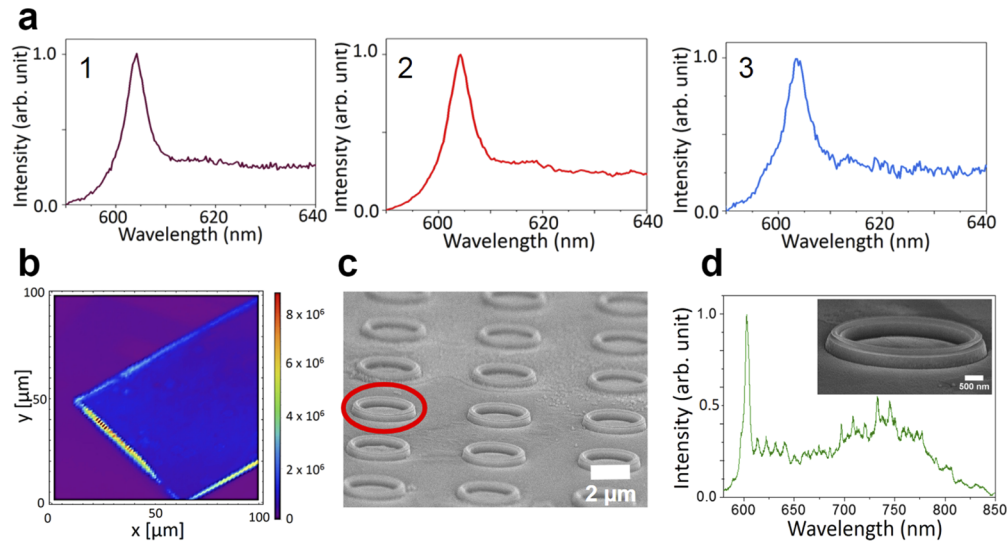 a
1
Intensity (arb. unit)
1.0
0.0
600
620
640
Wavelength (nm)
2
Intensity (arb. unit)
1.0
0.0
600
620
640
Wavelength (nm)
3
Intensity (arb. unit)
1.0
0.0
600
620
640
Wavelength (nm)
b
y [µm]
100
50
0
0
50
100
x [µm]
8 x 10⁶
6 x 10⁶
4 x 10⁶
2 x 10⁶
0
c
2 µm
d
Intensity (arb. unit)
1.0
0.5
0.0
600
650
700
750
800
850
Wavelength (nm)
500 nm